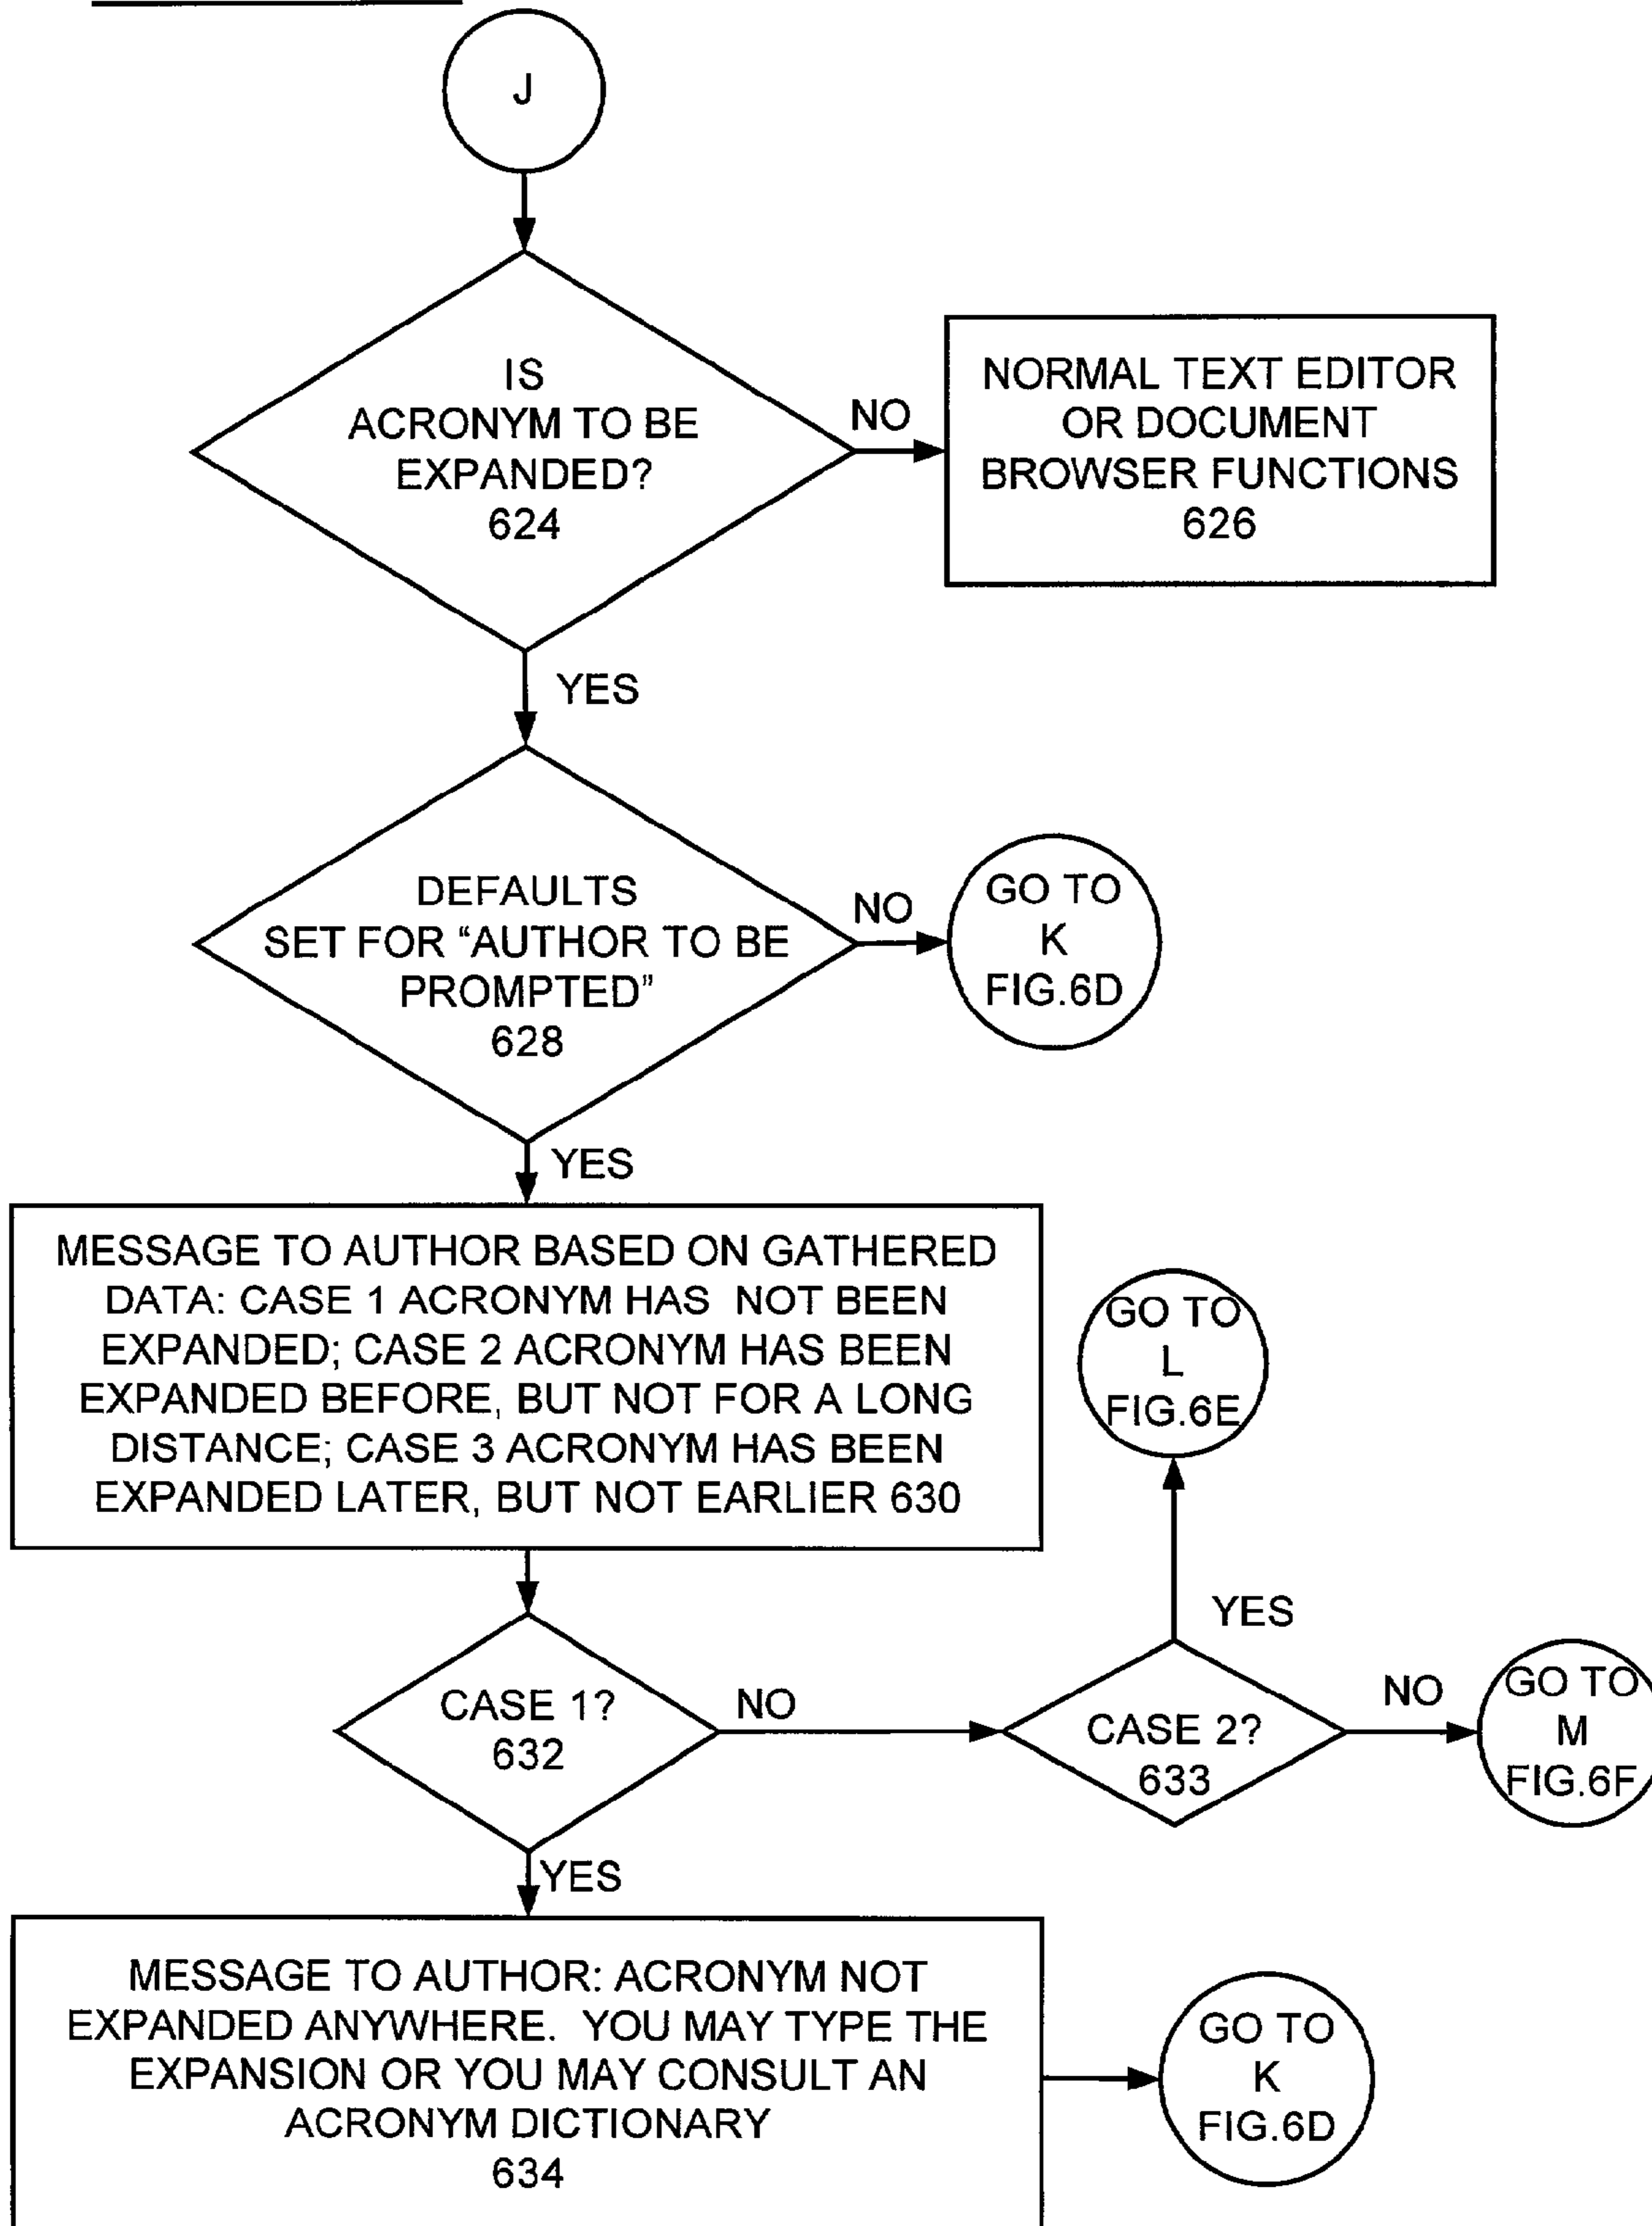 J
IS
ACRONYM TO BE
EXPANDED?
624
NO
NORMAL TEXT EDITOR
OR DOCUMENT
BROWSER FUNCTIONS
626
YES
DEFAULTS
SET FOR “AUTHOR TO BE
PROMPTED”
628
NO
GO TO
K
FIG.6D
YES
MESSAGE TO AUTHOR BASED ON GATHERED
DATA: CASE 1 ACRONYM HAS NOT BEEN
EXPANDED; CASE 2 ACRONYM HAS BEEN
EXPANDED BEFORE, BUT NOT FOR A LONG
DISTANCE; CASE 3 ACRONYM HAS BEEN
EXPANDED LATER, BUT NOT EARLIER 630
GO TO
L
FIG.6E
YES
CASE 1?
632
NO
CASE 2?
633
NO
GO TO
M
FIG.6F
YES
MESSAGE TO AUTHOR: ACRONYM NOT
EXPANDED ANYWHERE. YOU MAY TYPE THE
EXPANSION OR YOU MAY CONSULT AN
ACRONYM DICTIONARY
634
GO TO
K
FIG.6D